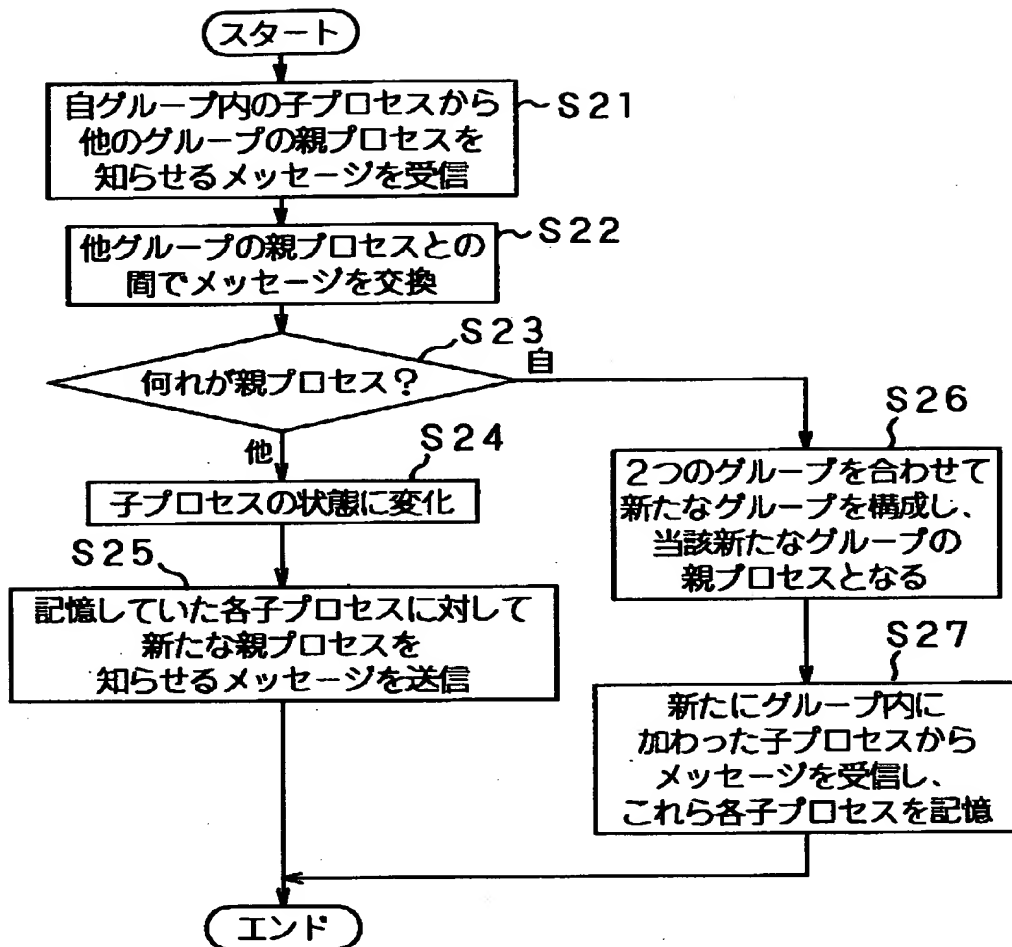 スタート
自グループ内の子プロセスから
他のグループの親プロセスを
知らせるメッセージを受信
S21
他グループの親プロセスとの
間でメッセージを交換
S22
何れが親プロセス？
S23
自
他
子プロセスの状態に変化
S24
記憶していた各子プロセスに対して
新たな親プロセスを
知らせるメッセージを送信
S25
2つのグループを合わせて
新たなグループを構成し、
当該新たなグループの
親プロセスとなる
S26
新たにグループ内に
加わった子プロセスから
メッセージを受信し、
これら各子プロセスを記憶
S27
エンド